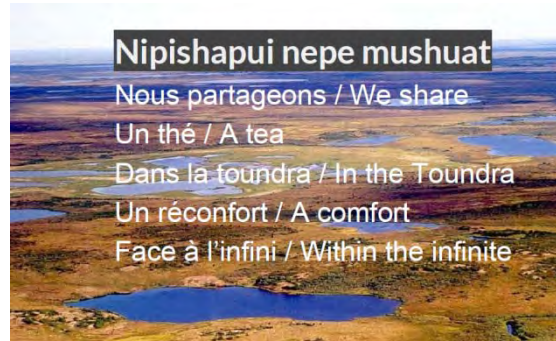 Nipishapui nepe mushuat
Nous partageons / We share
Un thé / A tea
Dans la toundra / In the Toundra
Un réconfort / A comfort
Face à l'infini / Within the infinite